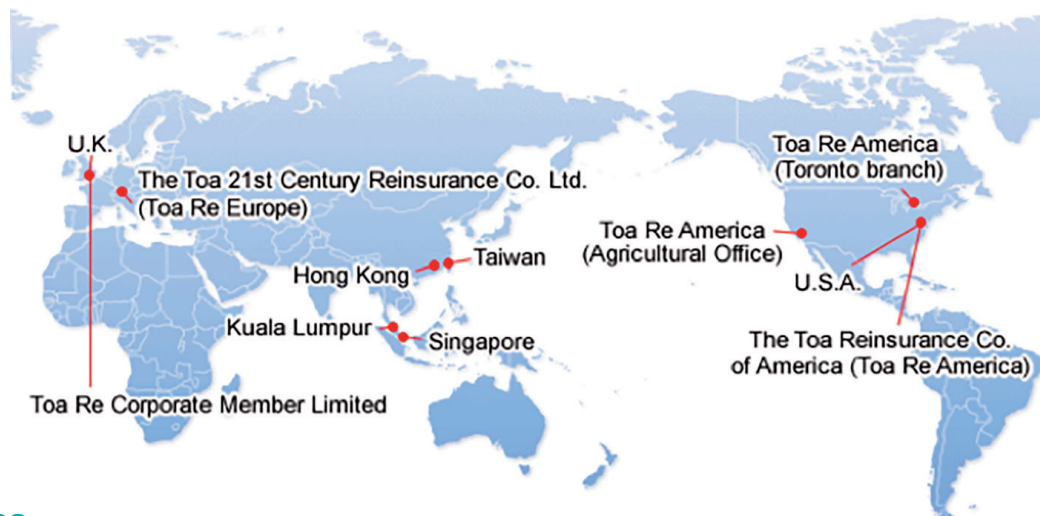 U.K.
The Toa 21st Century Reinsurance Co. Ltd.
(Toa Re Europe)
Toa Re America
(Toronto branch)
Toa Re America
(Agricultural Office)
Taiwan
Hong Kong
U.S.A.
Kuala Lumpur
Singapore
The Toa Reinsurance Co.
of America (Toa Re America)
Toa Re Corporate Member Limited